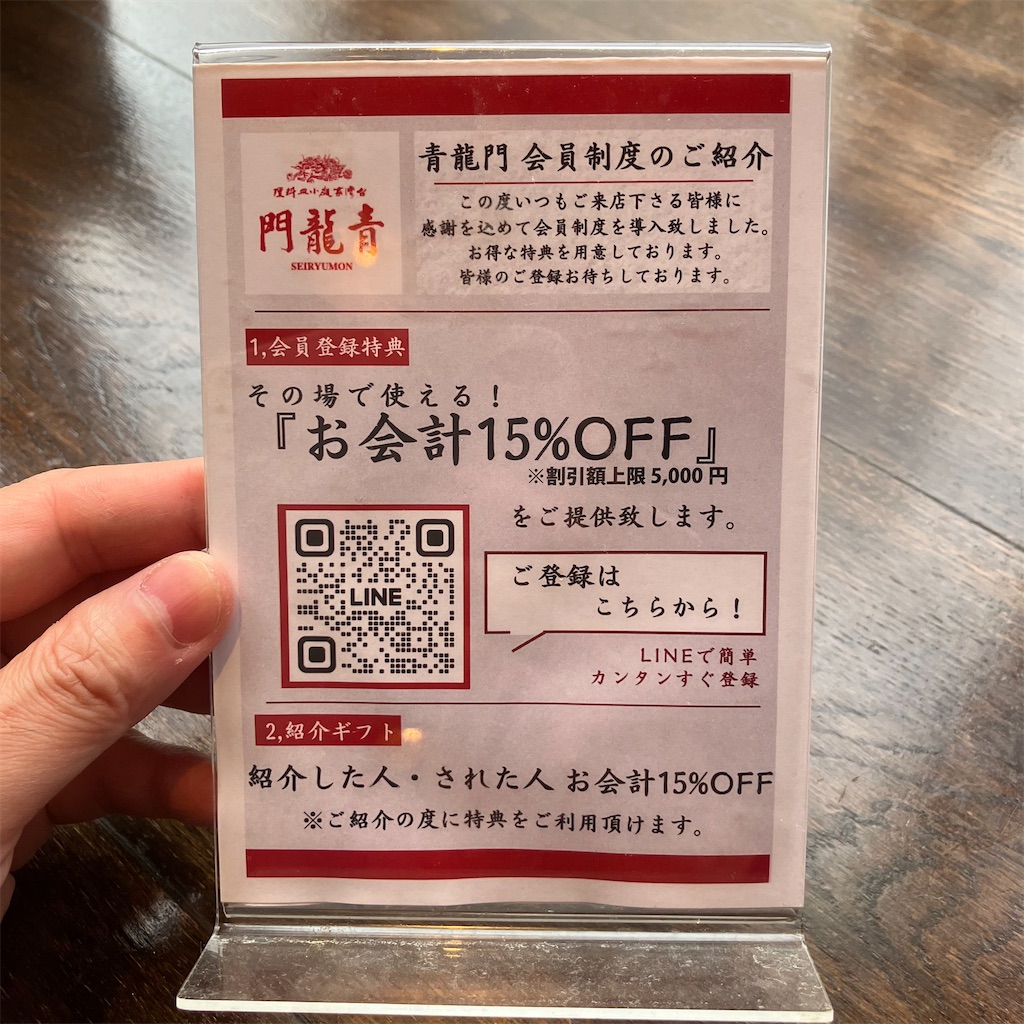 台湾夜市小皿料理
青龍門
SEIRYUMON
青龍門 会員制度のご紹介
この度いつもご来店下さる皆様に
感謝を込めて会員制度を導入致しました。
お得な特典を用意しております。
皆様のご登録お待ちしております。
1,会員登録特典
その場で使える!
『お会計15%OFF』
※割引額上限 5,000 円
をご提供致します。
LINE
ご登録は
こちらから!
LINEで簡単
カンタンすぐ登録
2,紹介ギフト
紹介した人・された人 お会計15%OFF
※ご紹介の度に特典をご利用頂けます。